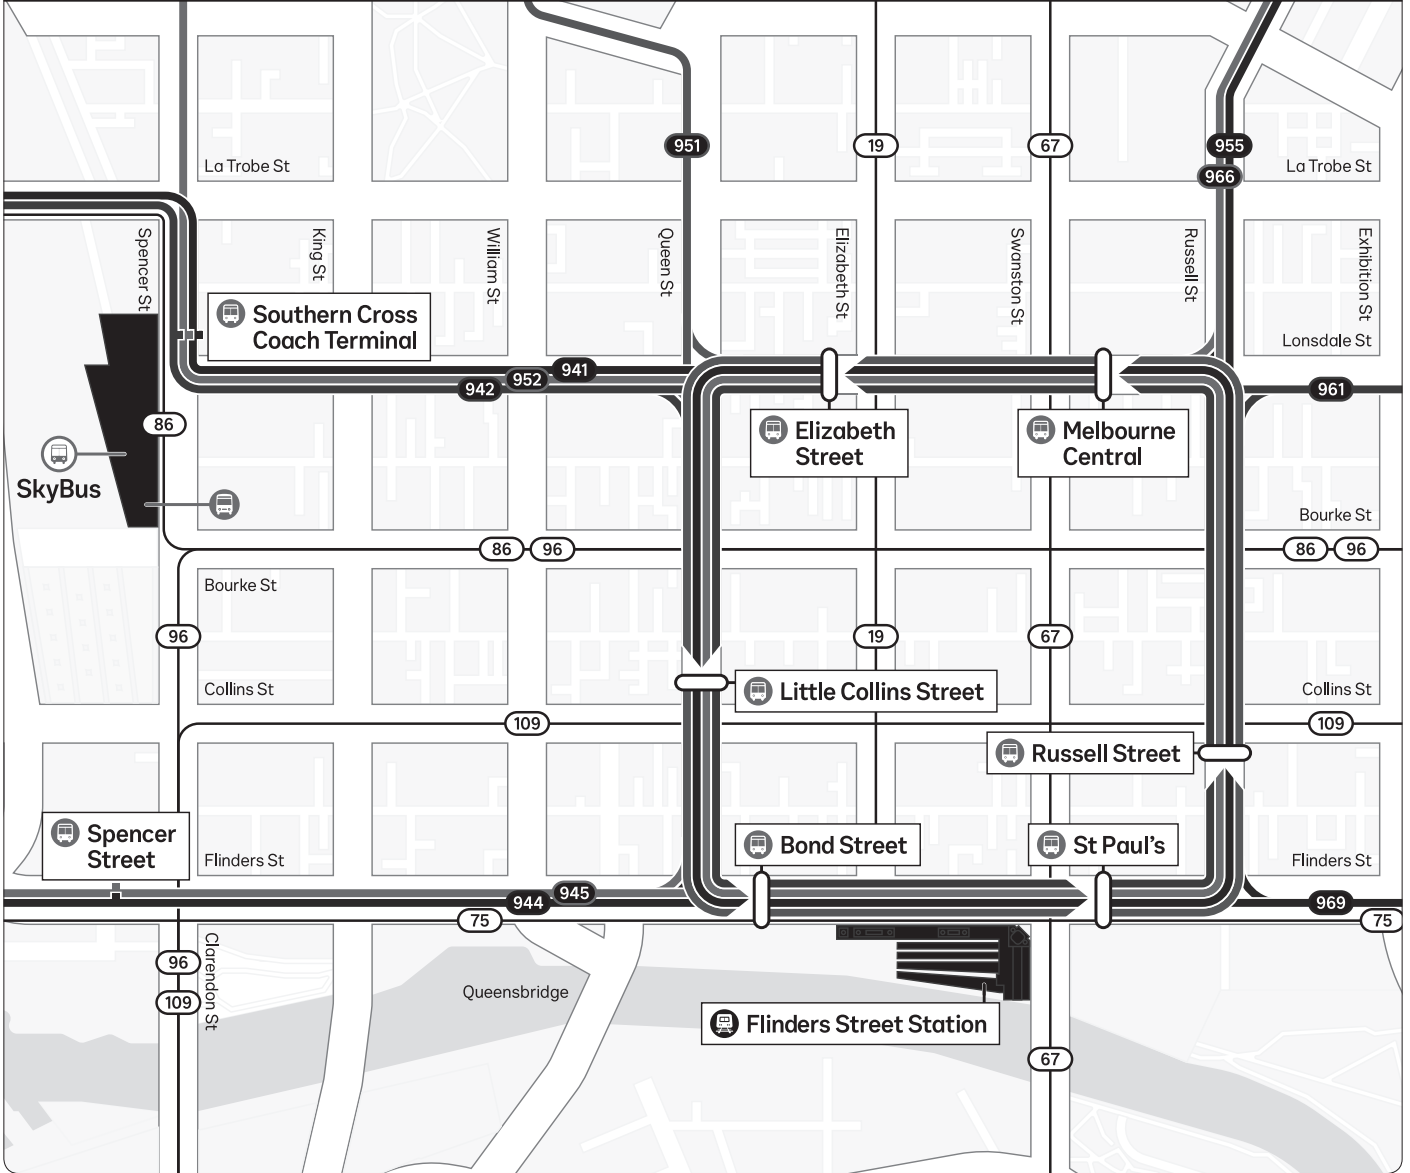 951
19
67
955
966
La Trobe St
La Trobe St
Spencer St
King St
William St
Queen St
Elizabeth St
Swanston St
Russell St
Exhibition St
Southern Cross
Coach Terminal
Lonsdale St
941
952
942
961
86
Elizabeth
Street
Melbourne
Central
SkyBus
Bourke St
86
96
86
96
Bourke St
96
19
67
Collins St
Little Collins Street
Collins St
109
109
Russell Street
Spencer
Street
Flinders St
Bond Street
St Paul's
Flinders St
945
944
969
75
75
96
109
Clarendon St
Queensbridge
Flinders Street Station
67